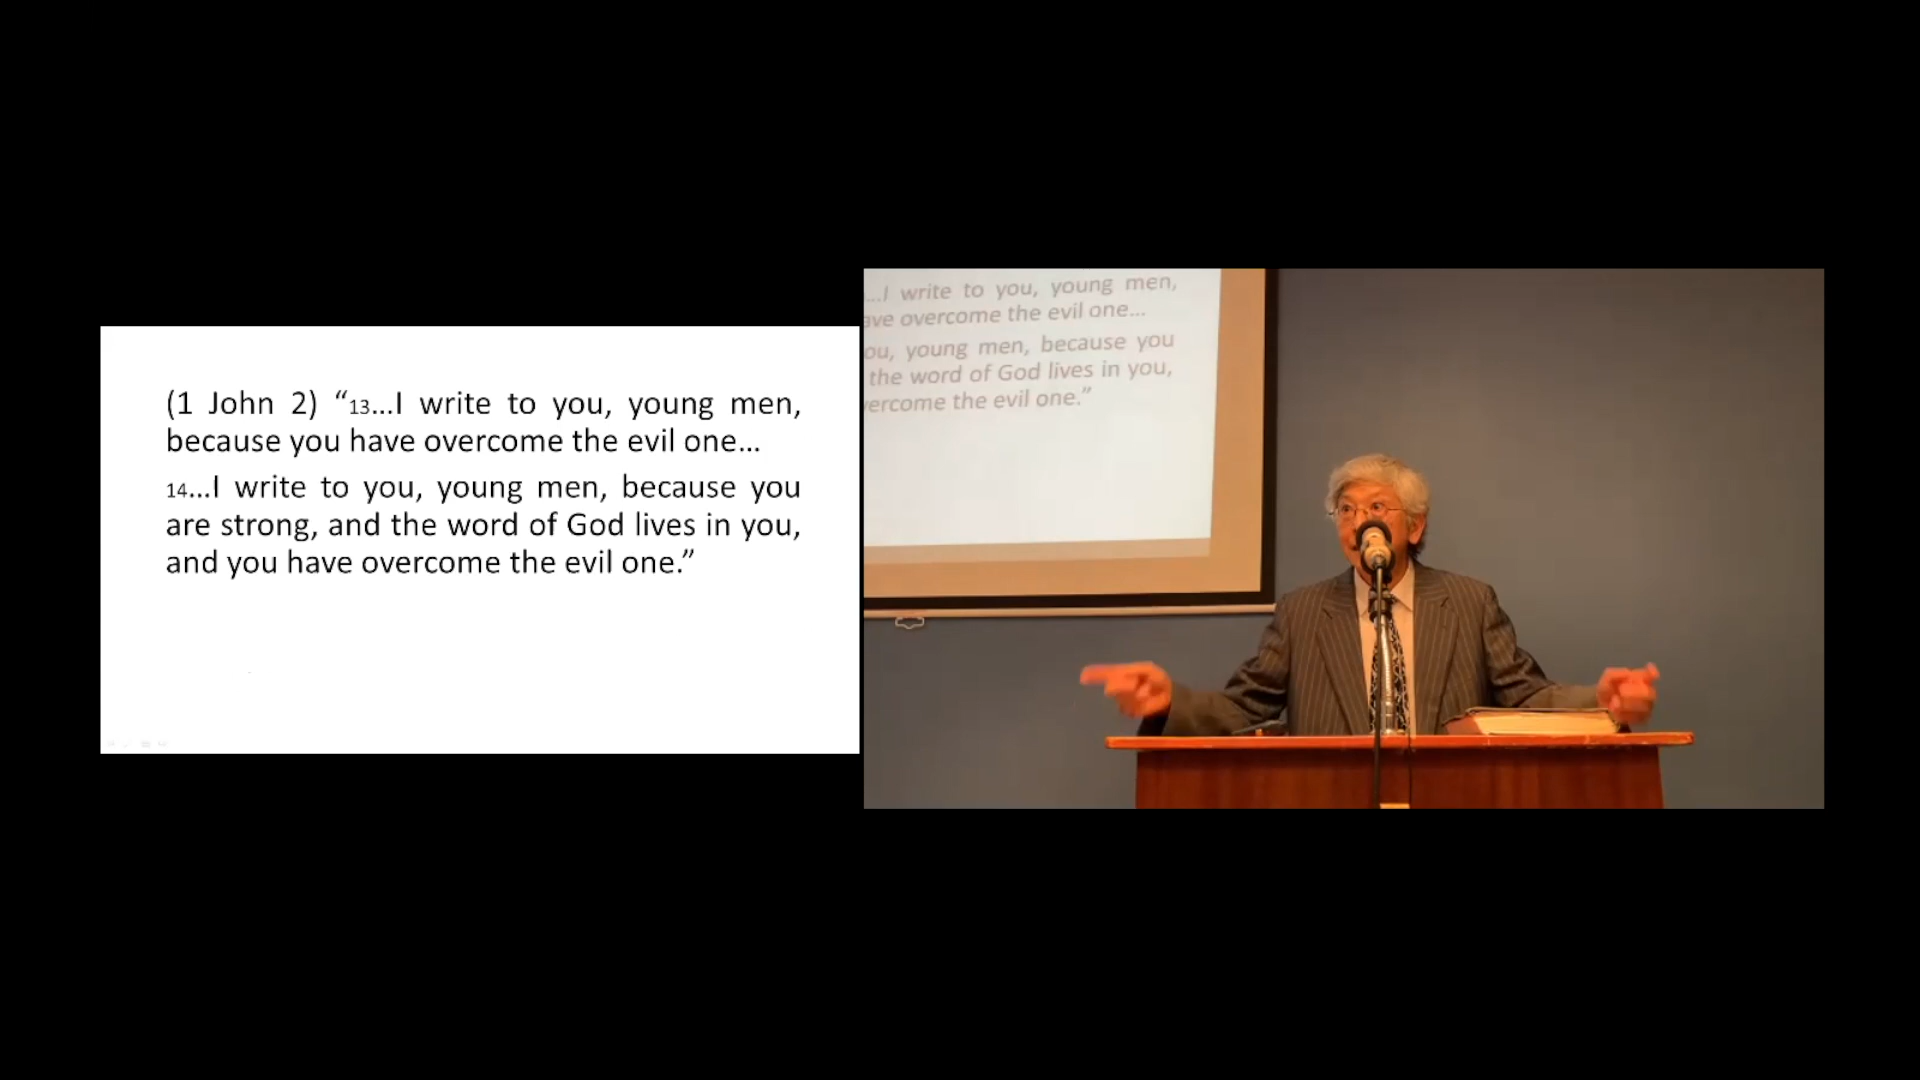 (1 John 2) “13...I write to you, young men,
because you have overcome the evil one...
14...I write to you, young men, because you
are strong, and the word of God lives in you,
and you have overcome the evil one.”
...I write to you, young men,
ave overcome the evil one...
ou, young men, because you
the word of God lives in you,
vercome the evil one.”